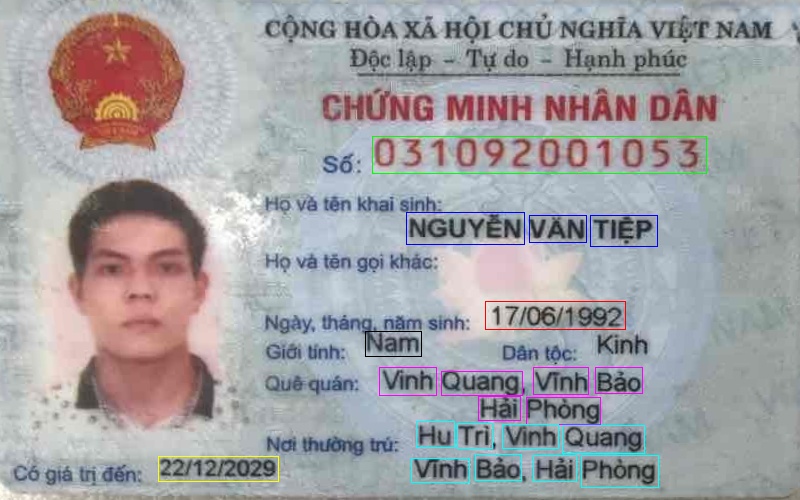 CỘNG HÒA XÃ HỘI CHỦ NGHĨA VIỆT NAM
Độc lập - Tự do - Hạnh phúc
CHỨNG MINH NHÂN DÂN
Số: 031092001053
Họ và tên khai sinh:
NGUYỄN VĂN TIỆP
Họ và tên gọi khác:
Ngày, tháng, năm sinh: 17/06/1992
Giới tính: Nam Dân tộc: Kinh
Quê quán: Vinh Quang, Vĩnh Bảo
Hải Phòng
Nơi thường trú: Hu Trì, Vinh Quang
Vĩnh Bảo, Hải Phòng
Có giá trị đến: 22/12/2029